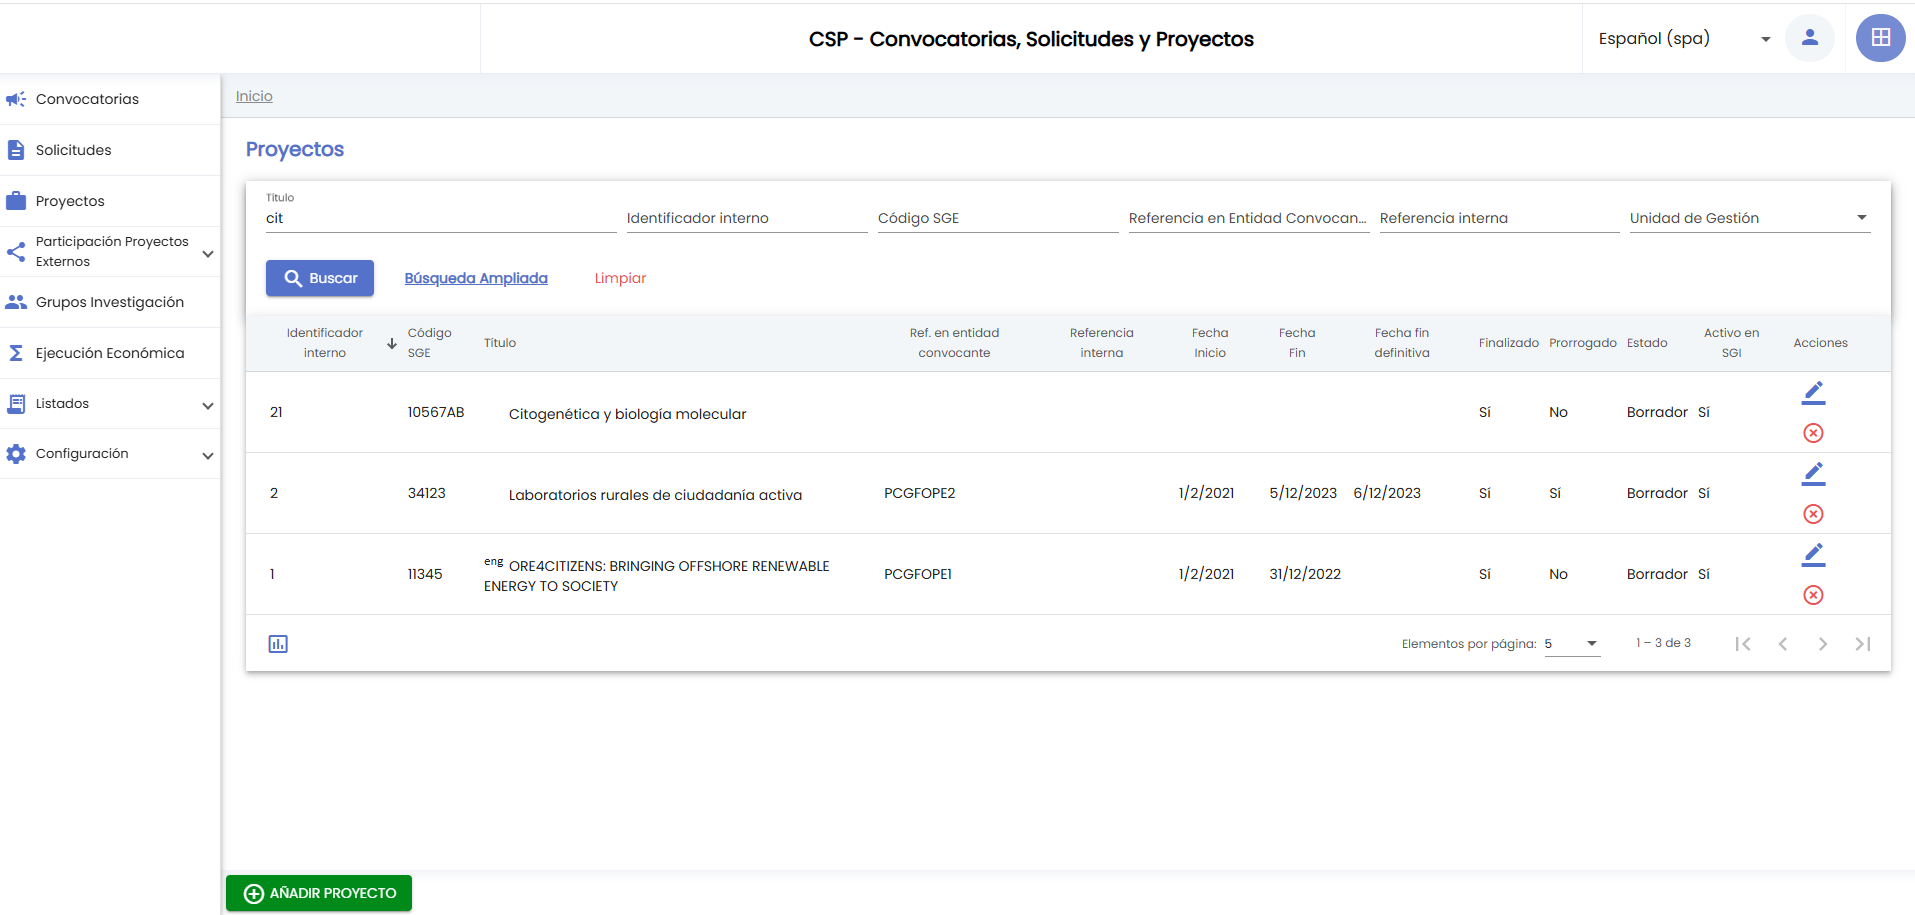 CSP - Convocatorias, Solicitudes y Proyectos
Español (spa)
Convocatorias
Solicitudes
Proyectos
Participación Proyectos
Externos
Grupos Investigación
Ejecución Económica
Listados
Configuración
Inicio
Proyectos
Título
cit
Identificador interno
Código SGE
Referencia en Entidad Convocan...
Referencia interna
Unidad de Gestión
Buscar
Búsqueda Ampliada
Limpiar
Identificador
interno
Código
SGE
Título
Ref. en entidad
convocante
Referencia
interna
Fecha
Inicio
Fecha
Fin
Fecha fin
definitiva
Finalizado
Prorrogado
Estado
Activo en
SGI
Acciones
21 10567AB Citogenética y biología molecular Sí No Borrador Sí
2 34123 Laboratorios rurales de ciudadanía activa PCGFOPE2 1/2/2021 5/12/2023 6/12/2023 Sí Sí Borrador Sí
1 11345 eng ORE4CITIZENS: BRINGING OFFSHORE RENEWABLE
ENERGY TO SOCIETY PCGFOPE1 1/2/2021 31/12/2022 Sí No Borrador Sí
Elementos por página: 5 1 – 3 de 3
AÑADIR PROYECTO